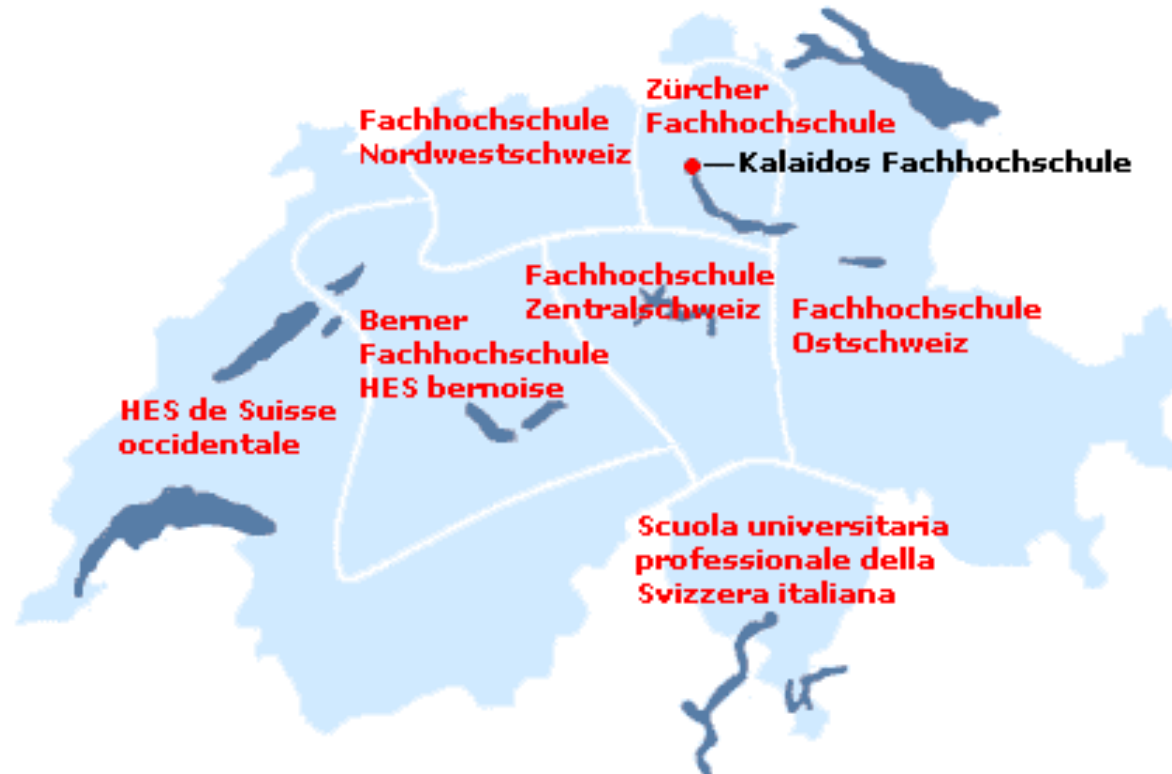 Zürcher
Fachhochschule
Fachhochschule
Nordwestschweiz
Kalaidos Fachhochschule
Fachhochschule
Zentralschweiz
Fachhochschule
Ostschweiz
Berner
Fachhochschule
HES bernoise
HES de Suisse
occidentale
Scuola universitaria
professionale della
Svizzera italiana